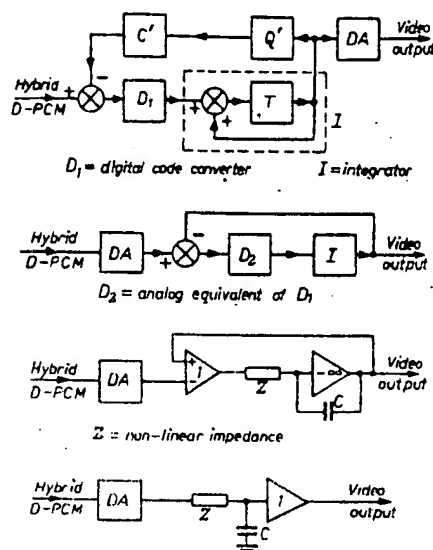 C' Q' DA Video output
Hybrid D-PCM + − D₁ + + T I
D₁ = digital code converter I = integrator
Hybrid D-PCM DA + − D₂ I Video output
D₂ = analog equivalent of D₁
Hybrid D-PCM DA + − 1 Z −∞ C Video output
Z = non-linear impedance
Hybrid D-PCM DA Z C 1 Video output